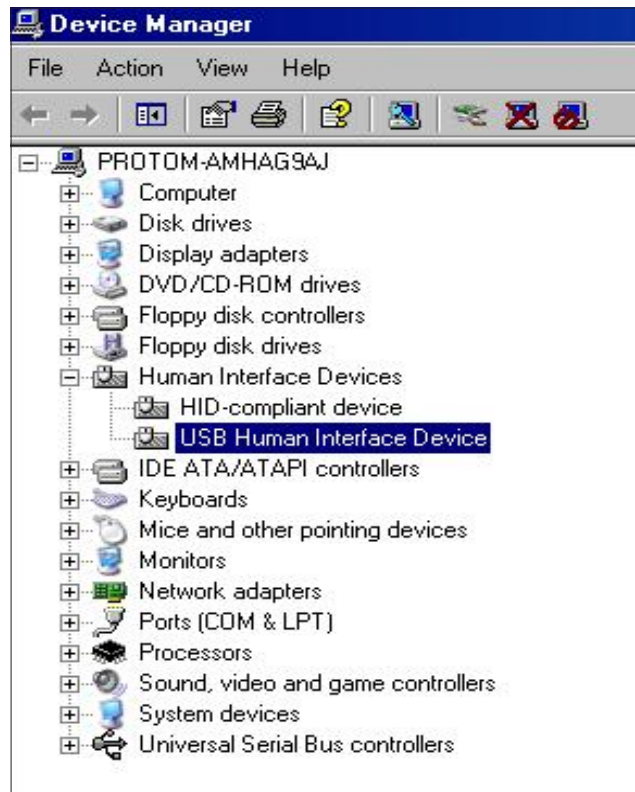 Device Manager
File Action View Help
PROTOM-AMHAG9AJ
Computer
Disk drives
Display adapters
DVD/CD-ROM drives
Floppy disk controllers
Floppy disk drives
Human Interface Devices
HID-compliant device
USB Human Interface Device
IDE ATA/ATAPI controllers
Keyboards
Mice and other pointing devices
Monitors
Network adapters
Ports (COM & LPT)
Processors
Sound, video and game controllers
System devices
Universal Serial Bus controllers